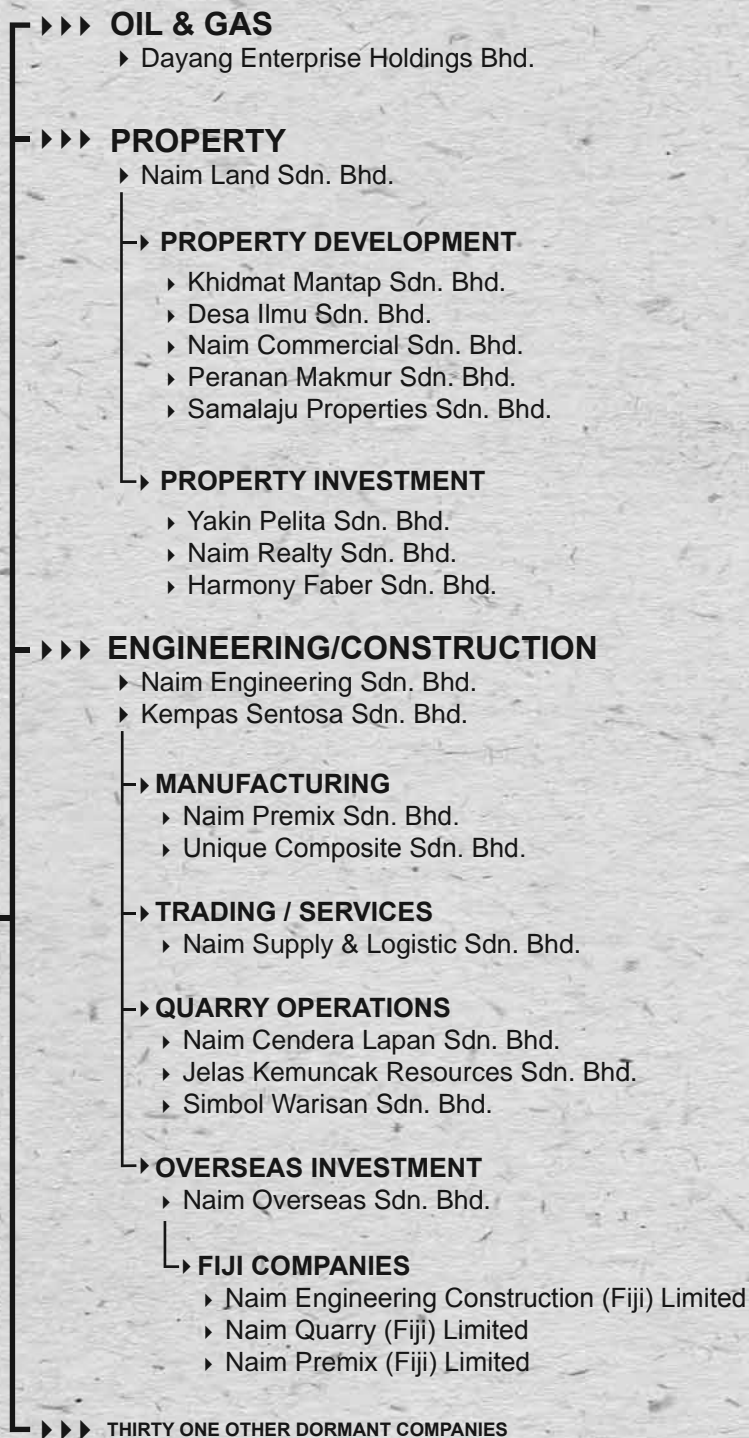 OIL & GAS
Dayang Enterprise Holdings Bhd.
PROPERTY
Naim Land Sdn. Bhd.
PROPERTY DEVELOPMENT
Khidmat Mantap Sdn. Bhd.
Desa Ilmu Sdn. Bhd.
Naim Commercial Sdn. Bhd.
Peranan Makmur Sdn. Bhd.
Samalaju Properties Sdn. Bhd.
PROPERTY INVESTMENT
Yakin Pelita Sdn. Bhd.
Naim Realty Sdn. Bhd.
Harmony Faber Sdn. Bhd.
ENGINEERING/CONSTRUCTION
Naim Engineering Sdn. Bhd.
Kempas Sentosa Sdn. Bhd.
MANUFACTURING
Naim Premix Sdn. Bhd.
Unique Composite Sdn. Bhd.
TRADING / SERVICES
Naim Supply & Logistic Sdn. Bhd.
QUARRY OPERATIONS
Naim Cendera Lapan Sdn. Bhd.
Jelas Kemuncak Resources Sdn. Bhd.
Simbol Warisan Sdn. Bhd.
OVERSEAS INVESTMENT
Naim Overseas Sdn. Bhd.
FIJI COMPANIES
Naim Engineering Construction (Fiji) Limited
Naim Quarry (Fiji) Limited
Naim Premix (Fiji) Limited
THIRTY ONE OTHER DORMANT COMPANIES